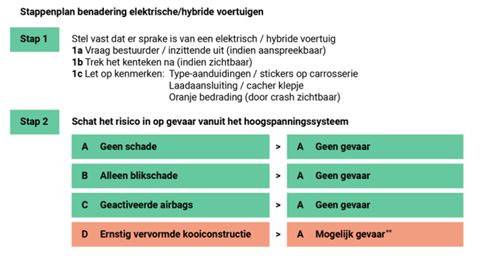 Stappenplan benadering elektrische/hybride voertuigen
Stap 1
Stel vast dat er sprake is van een elektrisch / hybride voertuig
1a Vraag bestuurder / inzittende uit (indien aanspreekbar)
1b Trek het kenteken na (indien zichtbar)
1c Let op kenmerken: Type-aanduidingen / stickers op carrosserie
Laadaansluiting / cacher klepje
Oranje bedrading (door crash zichtbar)
Stap 2
Schat het risico in op gevaar vanuit het hoogspanningssysteem
A Geen schade > A Geen gevaar
B Alleen blikschade > A Geen gevaar
C Geactiveerde airbags > A Geen gevaar
D Ernstig vervormde kooiconstructie > A Mogelijk gevaar**